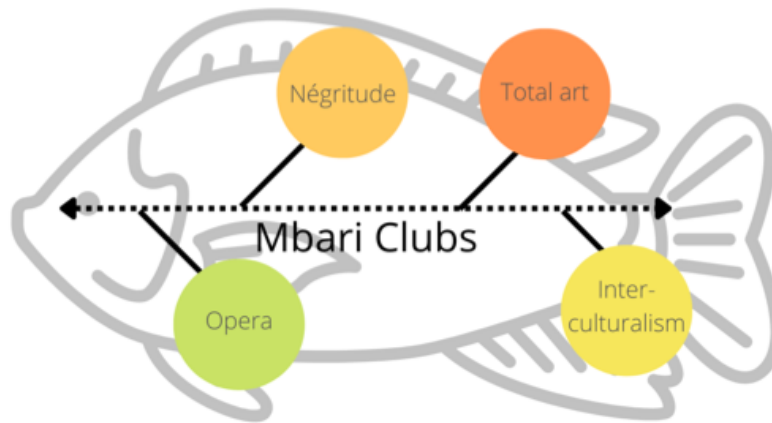 Négritude
Total art
Mbari Clubs
Opera
Inter-
culturalism